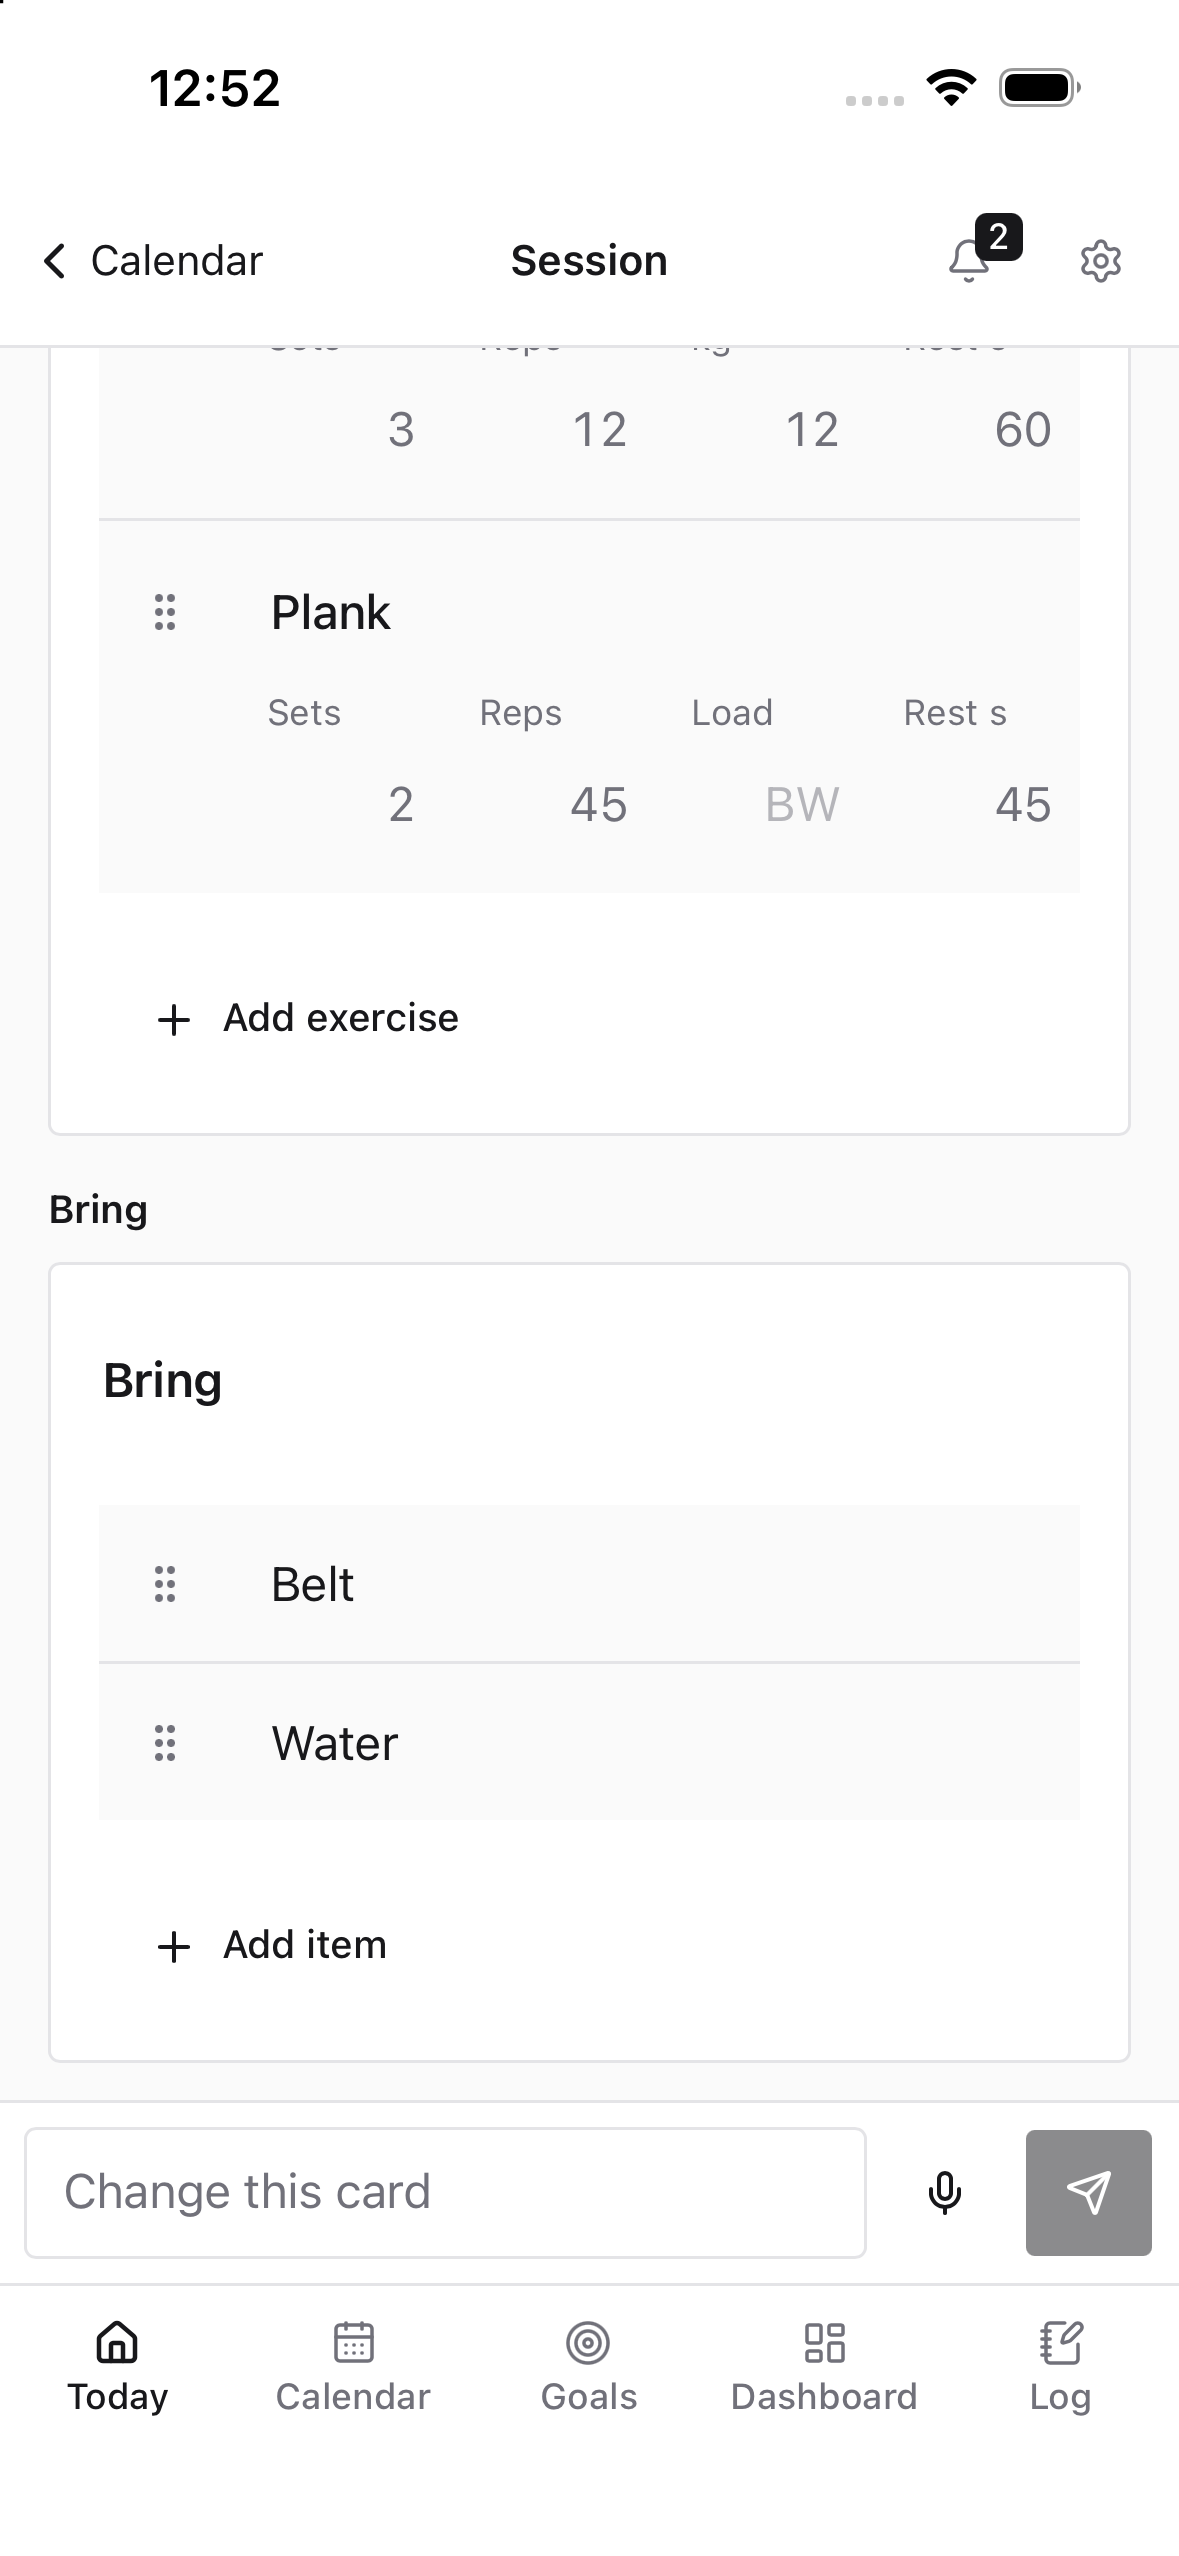 12:52
Calendar
Session
2
3 12 12 60
Plank
Sets Reps Load Rest s
2 45 BW 45
Add exercise
Bring
Bring
Belt
Water
Add item
Change this card
Today Calendar Goals Dashboard Log